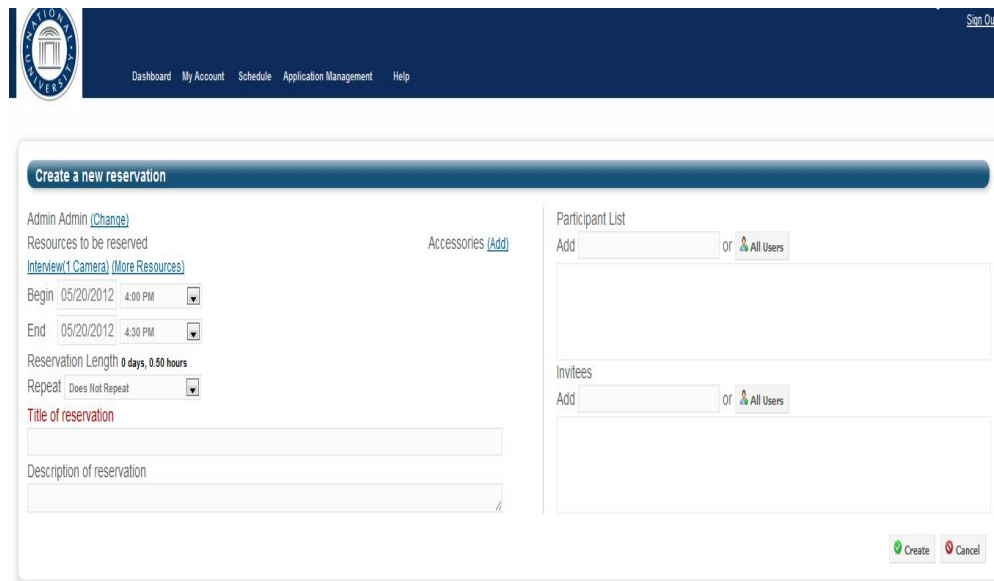 NATIONAL UNIVERSITY
Sign Ou
Dashboard My Account Schedule Application Management Help
Create a new reservation
Admin Admin (Change)
Resources to be reserved Accessories (Add)
Interview(1 Camera) (More Resources)
Begin 05/20/2012 4:00 PM
End 05/20/2012 4:30 PM
Reservation Length 0 days, 0.50 hours
Repeat Does Not Repeat
Title of reservation
Description of reservation
Participant List
Add or All Users
Invitees
Add or All Users
Create Cancel